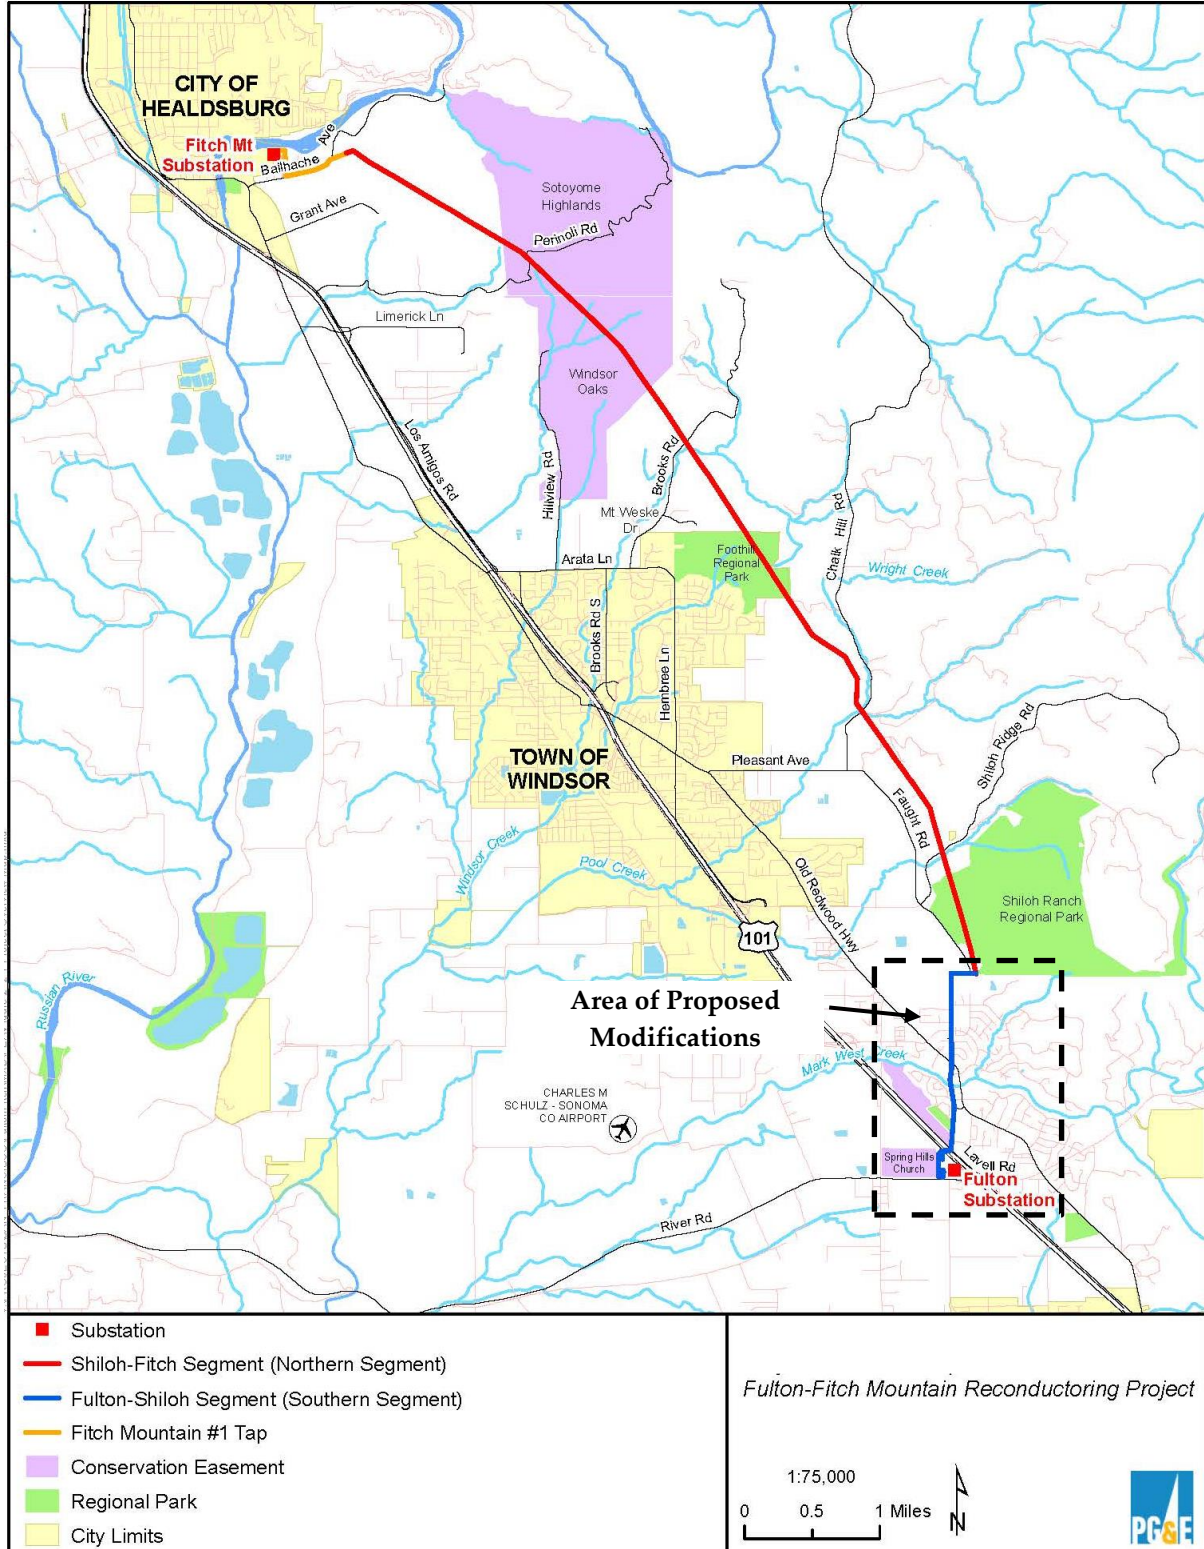 CITY OF
HEALDSBURG
Fitch Mt
Substation
Bailhache
Ave
Grant Ave
Sotoyome
Highlands
Perinoli Rd
Limerick Ln
Windsor
Oaks
Los Amigos Rd
Hillview Rd
Brooks Rd
Mt Weske
Dr
Arata Ln
Foothill
Regional
Park
Chalk Hill Rd
Wright Creek
Brooks Rd S
Hembree Ln
Shiloh Ridge Rd
TOWN OF
WINDSOR
Pleasant Ave
Faught Rd
Windsor Creek
Pool Creek
Old Redwood Hwy
Shiloh Ranch
Regional Park
101
Russian River
Area of Proposed
Modifications
Mark West Creek
CHARLES M
SCHULZ - SONOMA
CO AIRPORT
Spring Hills
Church
Lavell Rd
Fulton
Substation
River Rd
Substation
Shiloh-Fitch Segment (Northern Segment)
Fulton-Shiloh Segment (Southern Segment)
Fitch Mountain #1 Tap
Conservation Easement
Regional Park
City Limits
Fulton-Fitch Mountain Reconductoring Project
1:75,000
0 0.5 1 Miles
N
PG&E